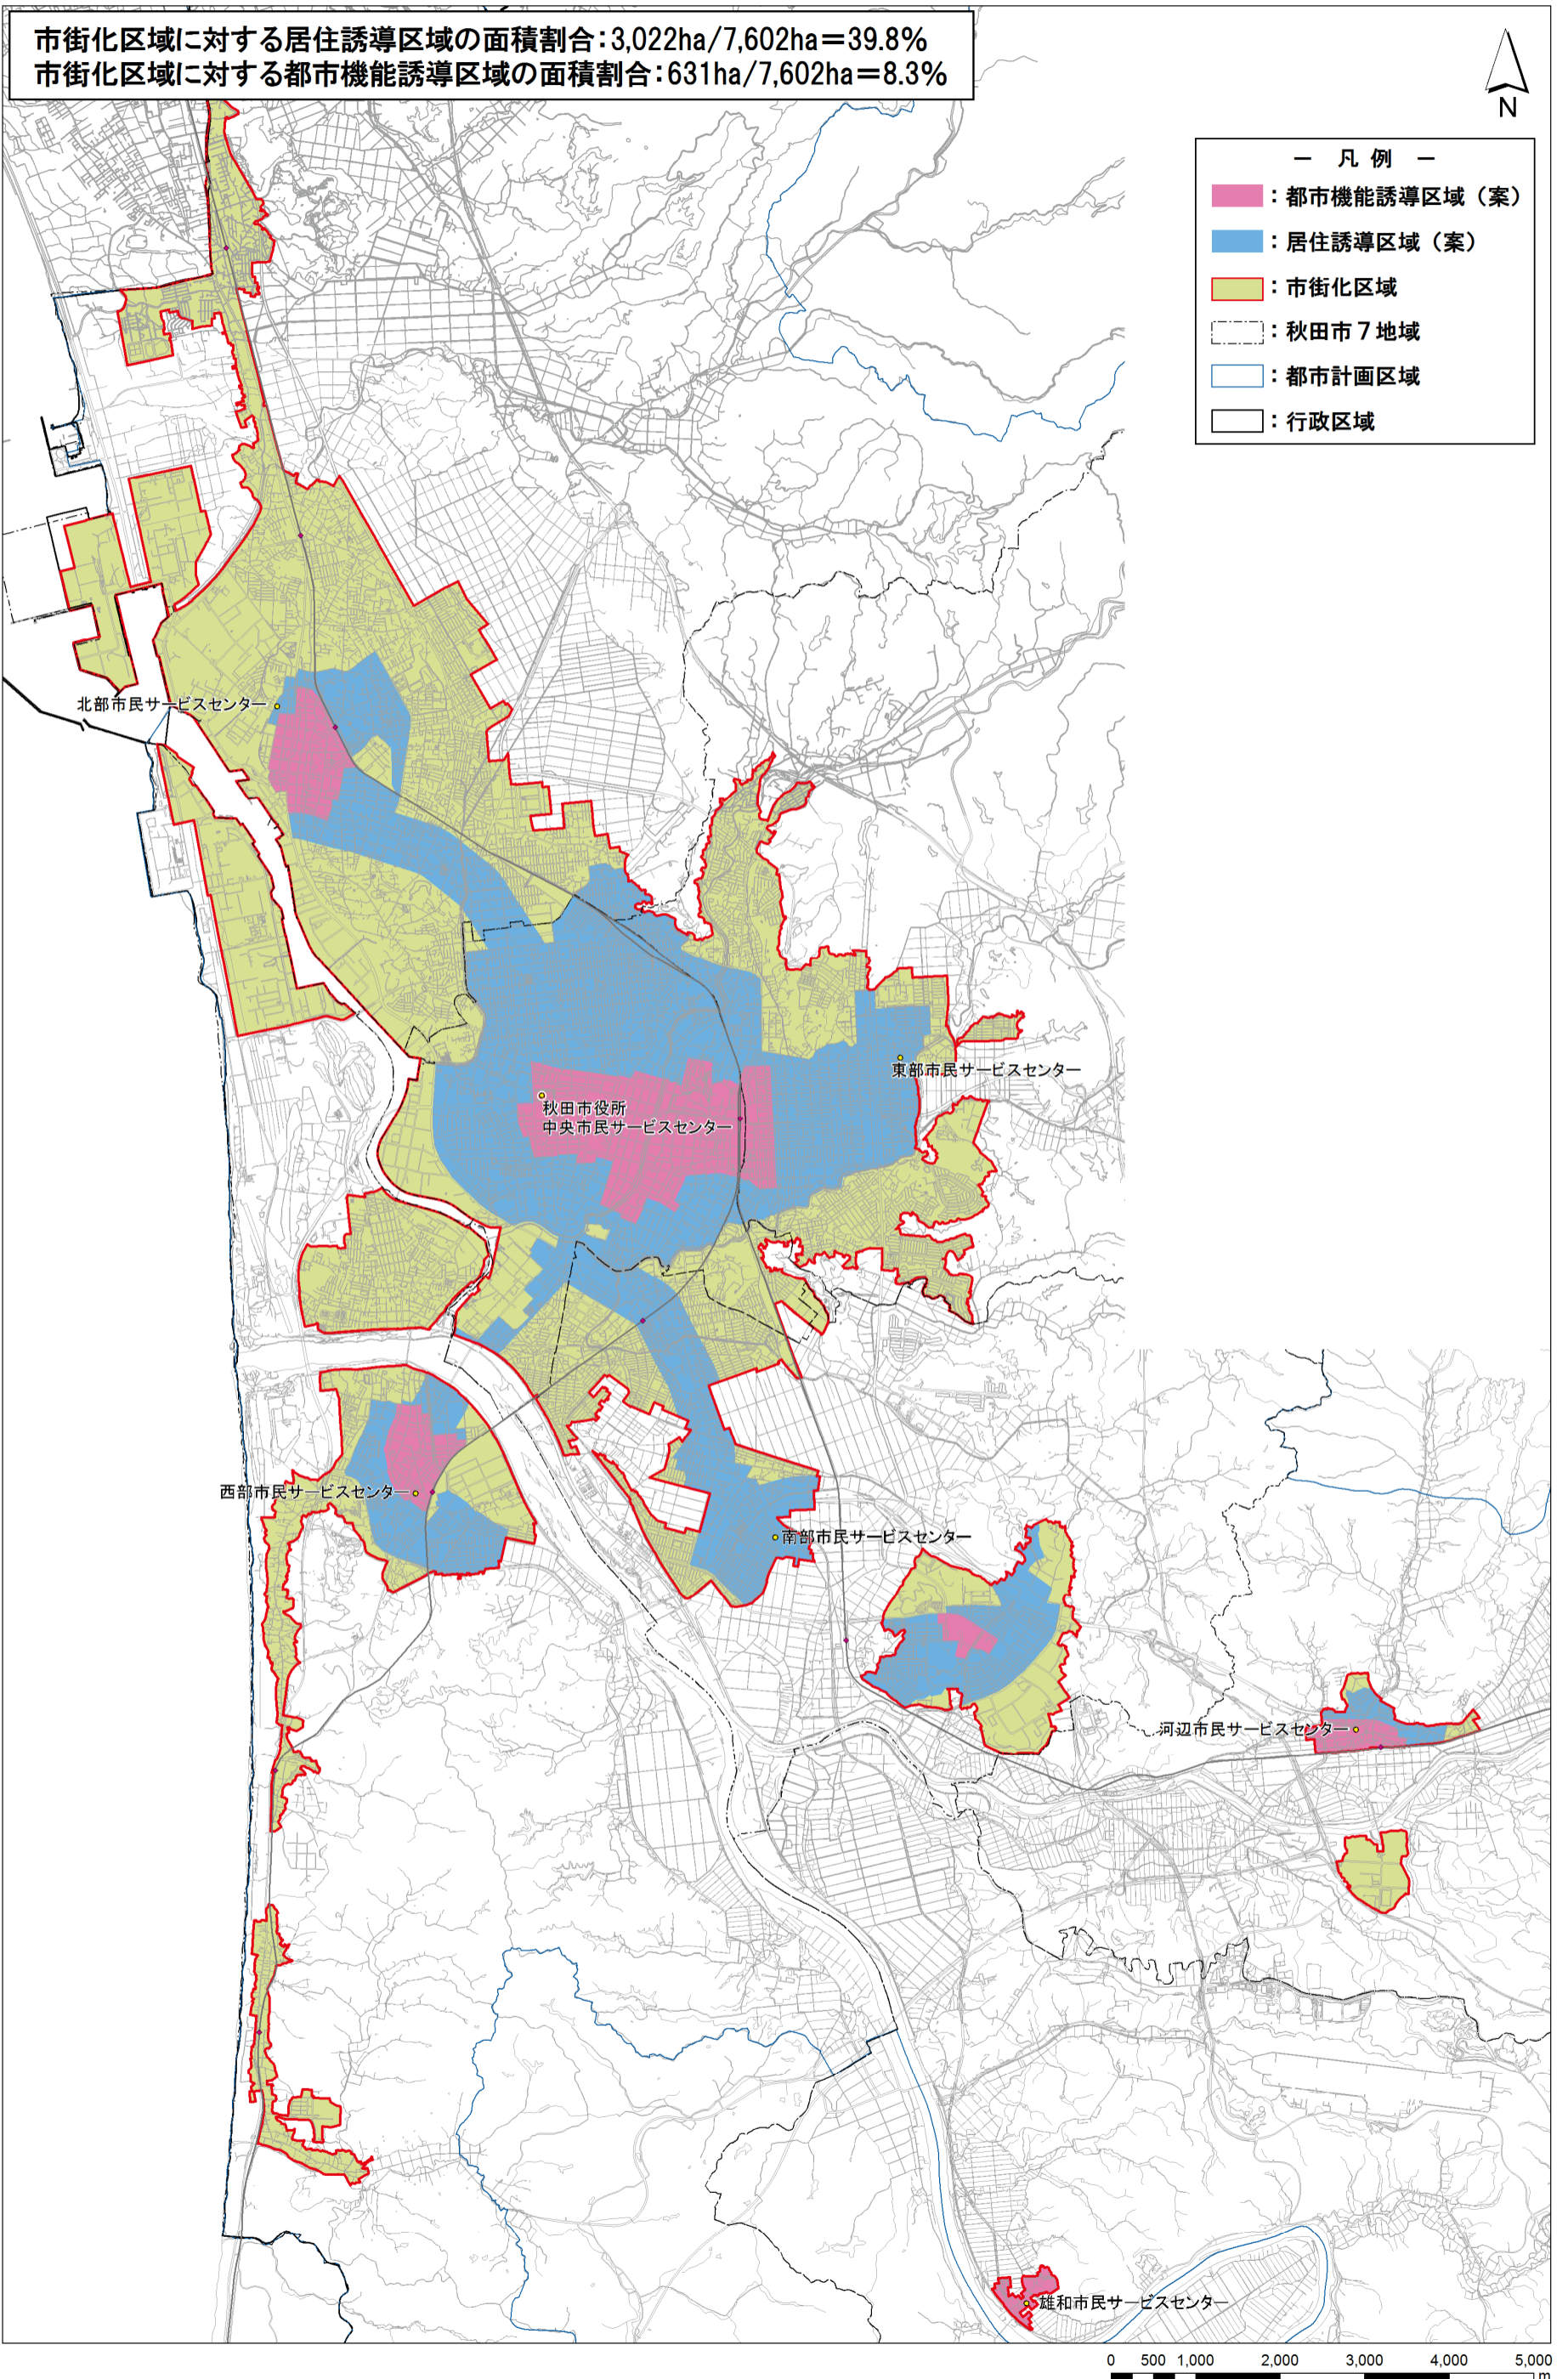 市街化区域に対する居住誘導区域の面積割合：3,022ha/7,602ha＝39.8％
市街化区域に対する都市機能誘導区域の面積割合：631ha/7,602ha＝8.3％
N
－ 凡 例 －
：都市機能誘導区域（案）
：居住誘導区域（案）
：市街化区域
：秋田市７地域
：都市計画区域
：行政区域
北部市民サービスセンター
東部市民サービスセンター
秋田市役所
中央市民サービスセンター
西部市民サービスセンター
南部市民サービスセンター
河辺市民サービスセンター
雄和市民サービスセンター
0 500 1,000 2,000 3,000 4,000 5,000
m